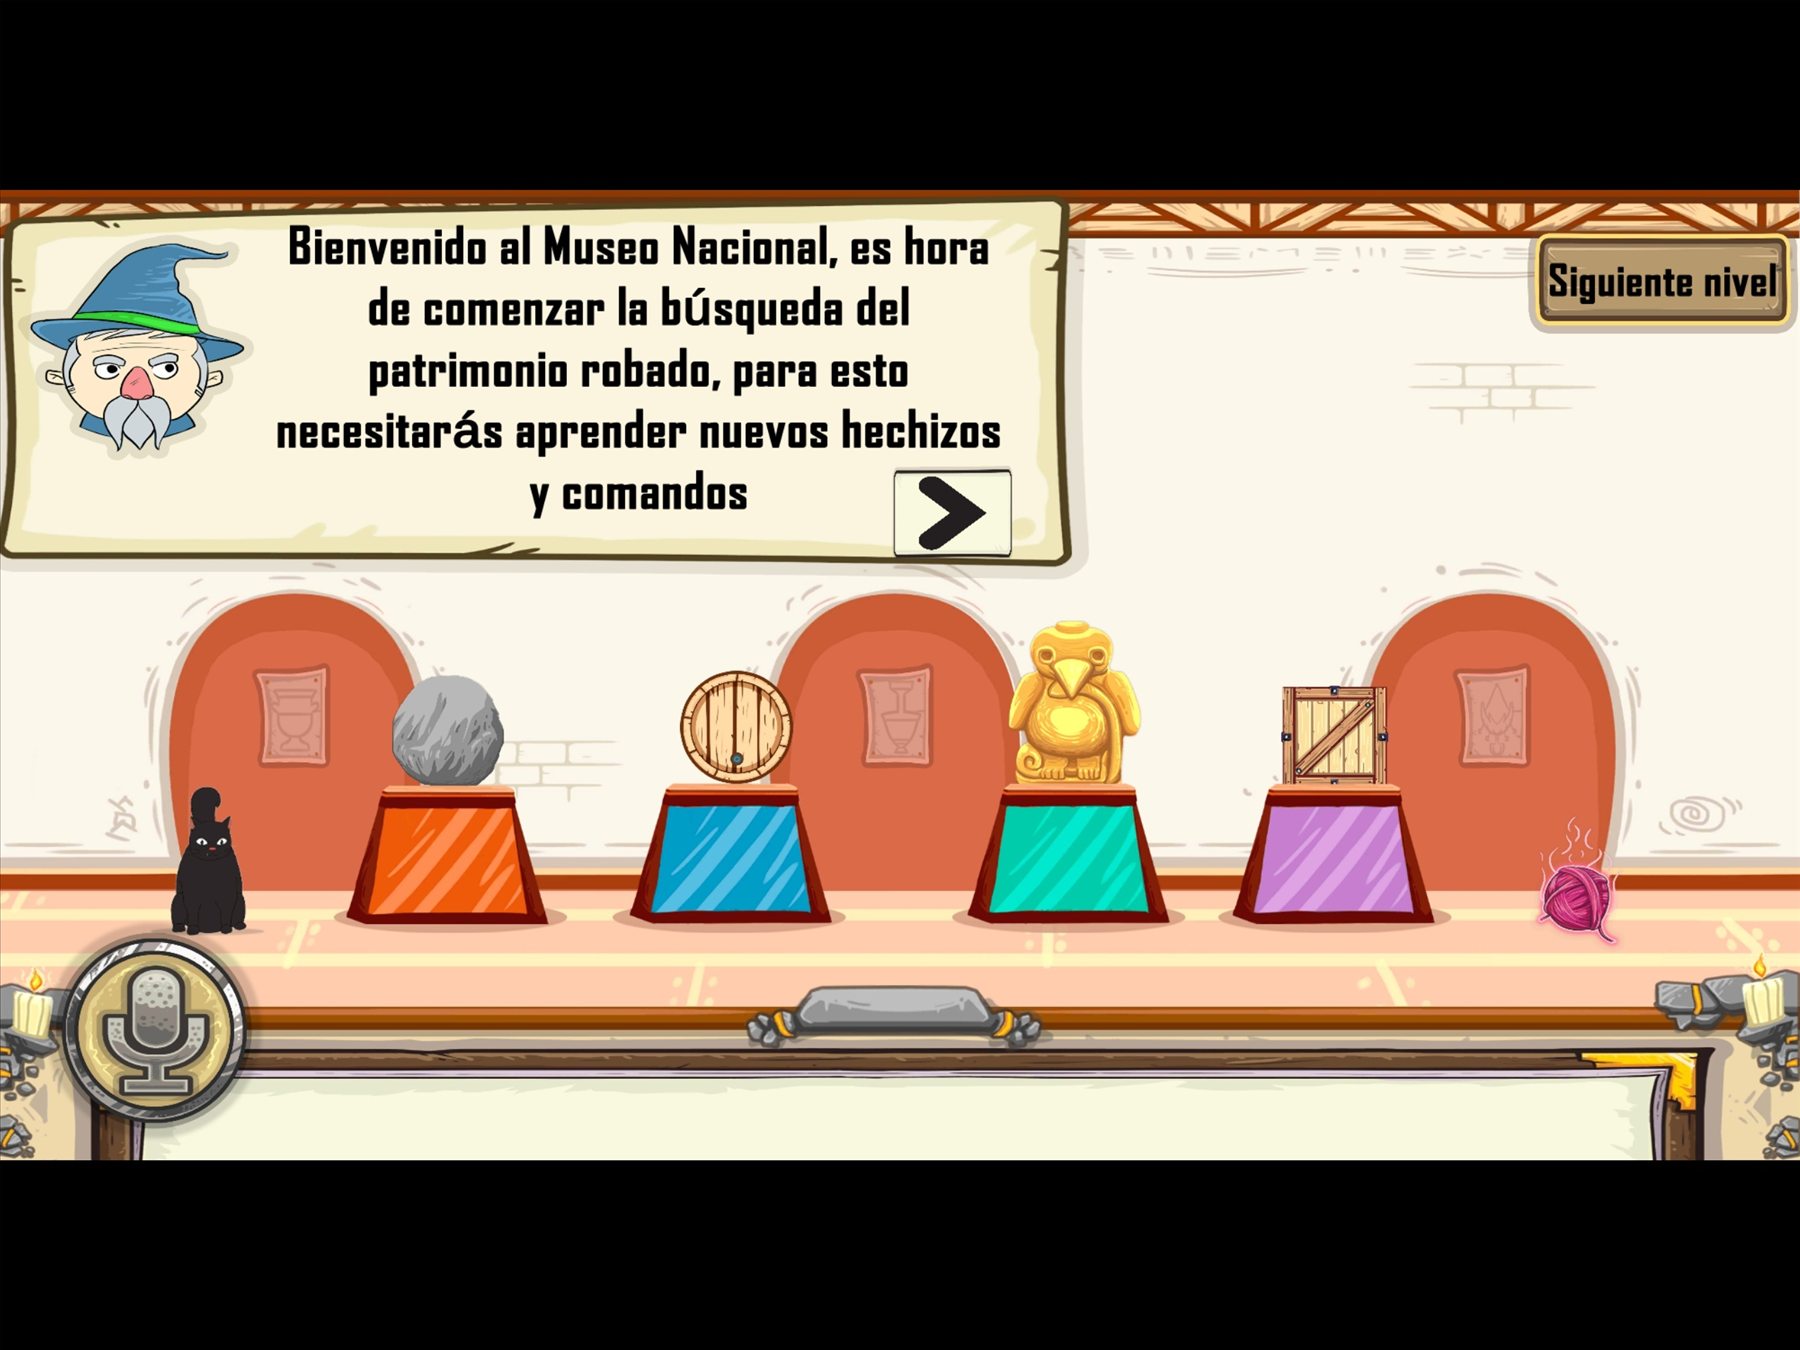 Bienvenido al Museo Nacional, es hora
de comenzar la búsqueda del
patrimonio robado, para esto
necesitarás aprender nuevos hechizos
y comandos
Siguiente nivel